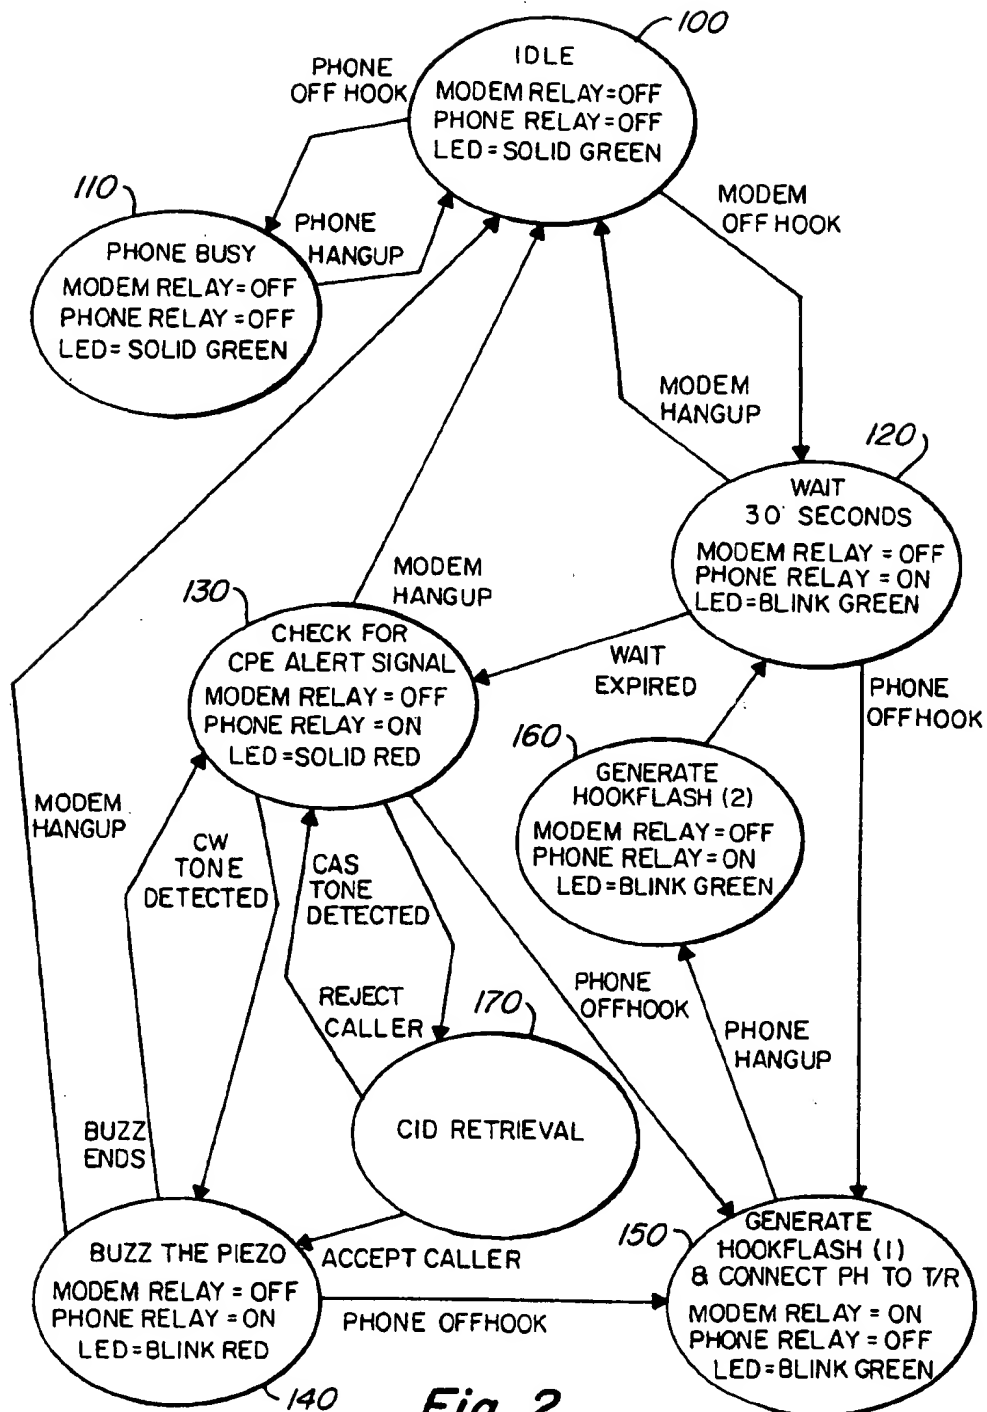 100
IDLE
MODEM RELAY=OFF
PHONE RELAY=OFF
LED=SOLID GREEN
PHONE
OFF HOOK
110
PHONE BUSY
MODEM RELAY=OFF
PHONE RELAY=OFF
LED=SOLID GREEN
PHONE
HANGUP
MODEM
OFF HOOK
MODEM
HANGUP
120
WAIT
30 SECONDS
MODEM RELAY = OFF
PHONE RELAY = ON
LED=BLINK GREEN
MODEM
HANGUP
130
CHECK FOR
CPE ALERT SIGNAL
MODEM RELAY = OFF
PHONE RELAY = ON
LED=SOLID RED
WAIT
EXPIRED
PHONE
OFFHOOK
160
GENERATE
HOOKFLASH (2)
MODEM RELAY=OFF
PHONE RELAY=ON
LED=BLINK GREEN
MODEM
HANGUP
CW
TONE
DETECTED
CAS
TONE
DETECTED
REJECT
CALLER
PHONE
OFFHOOK
170
CID RETRIEVAL
PHONE
HANGUP
BUZZ
ENDS
ACCEPT CALLER
BUZZ THE PIEZO
MODEM RELAY = OFF
PHONE RELAY = ON
LED=BLINK RED
140
PHONE OFFHOOK
150
GENERATE
HOOKFLASH (1)
& CONNECT PH TO T/R
MODEM RELAY = ON
PHONE RELAY = OFF
LED=BLINK GREEN
Fig. 2